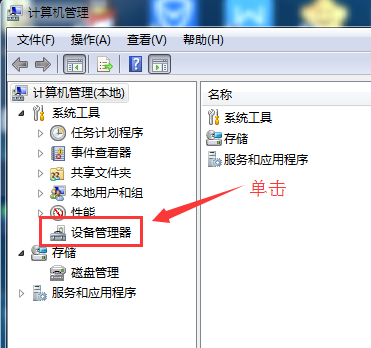 计算机管理
文件(F) 操作(A) 查看(V) 帮助(H)
计算机管理(本地)
系统工具
任务计划程序
事件查看器
共享文件夹
本地用户和组
性能
设备管理器
存储
磁盘管理
服务和应用程序
名称
系统工具
存储
服务和应用程序
单击